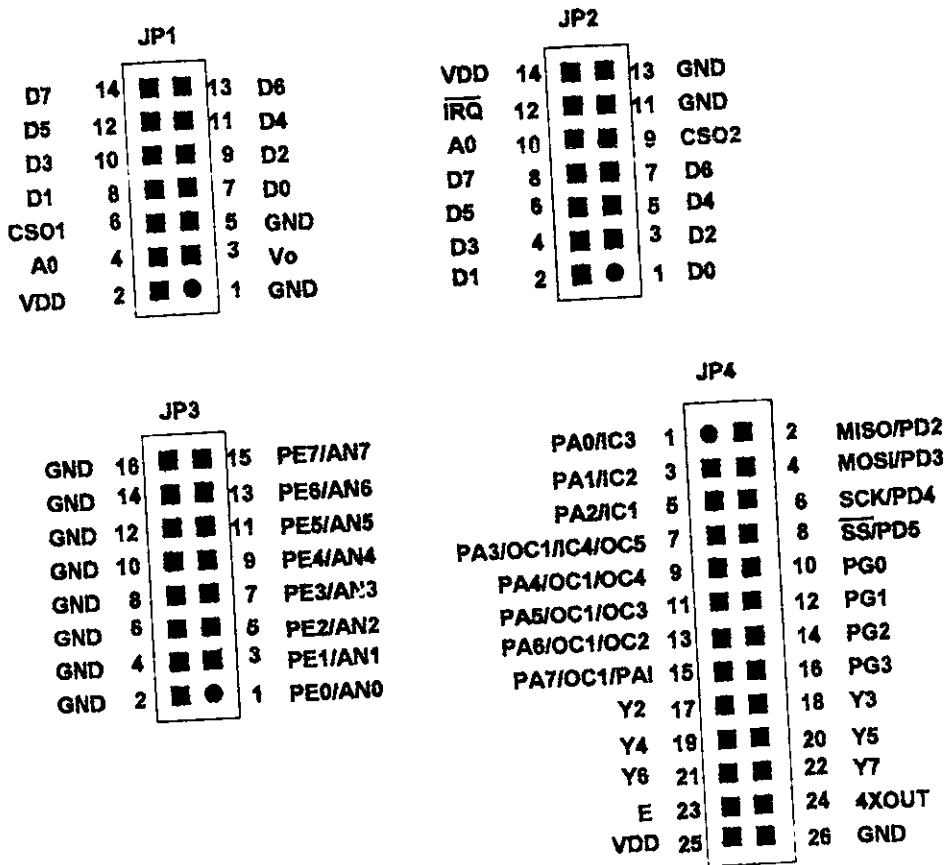 JP1
D7 14 13 D6
D5 12 11 D4
D3 10 9 D2
D1 8 7 D0
CSO1 6 5 GND
A0 4 3 Vo
VDD 2 1 GND
JP2
VDD 14 13 GND
IRQ 12 11 GND
A0 10 9 CSO2
D7 8 7 D6
D5 6 5 D4
D3 4 3 D2
D1 2 1 D0
JP3
GND 16 15 PE7/AN7
GND 14 13 PE6/AN6
GND 12 11 PE5/AN5
GND 10 9 PE4/AN4
GND 8 7 PE3/AN3
GND 6 5 PE2/AN2
GND 4 3 PE1/AN1
GND 2 1 PE0/AN0
JP4
PA0/IC3 1 2 MISO/PD2
PA1/IC2 3 4 MOSI/PD3
PA2/IC1 5 6 SCK/PD4
PA3/OC1/IC4/OC5 7 8 SS/PD5
PA4/OC1/OC4 9 10 PG0
PA5/OC1/OC3 11 12 PG1
PA6/OC1/OC2 13 14 PG2
PA7/OC1/PAI 15 16 PG3
Y2 17 18 Y3
Y4 19 20 Y5
Y6 21 22 Y7
E 23 24 4XOUT
VDD 25 26 GND